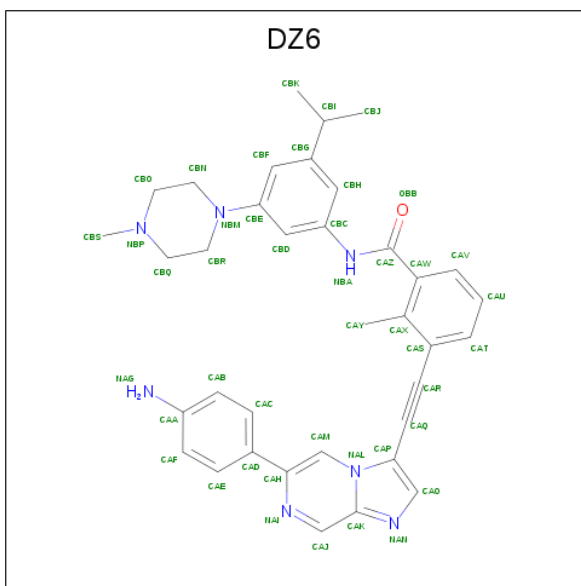 DZ6
CBK
CBI
CBJ
CBG
CBF
CBH
CBN
CBO
N
NBM
CBE
CBC
OBB
O
N
NBP
CBS
CBD
CBR
CBQ
N
H
NBA
CAZ
CAW
CAV
CAU
CAY
CAX
CAS
CAT
CAR
CAQ
NAG
H₂N
CAB
CAC
CAA
CAM
CAP
CAF
CAD
NAL
N
CAE
CAH
CAO
NAI
N
CAK
N
CAJ
NAN